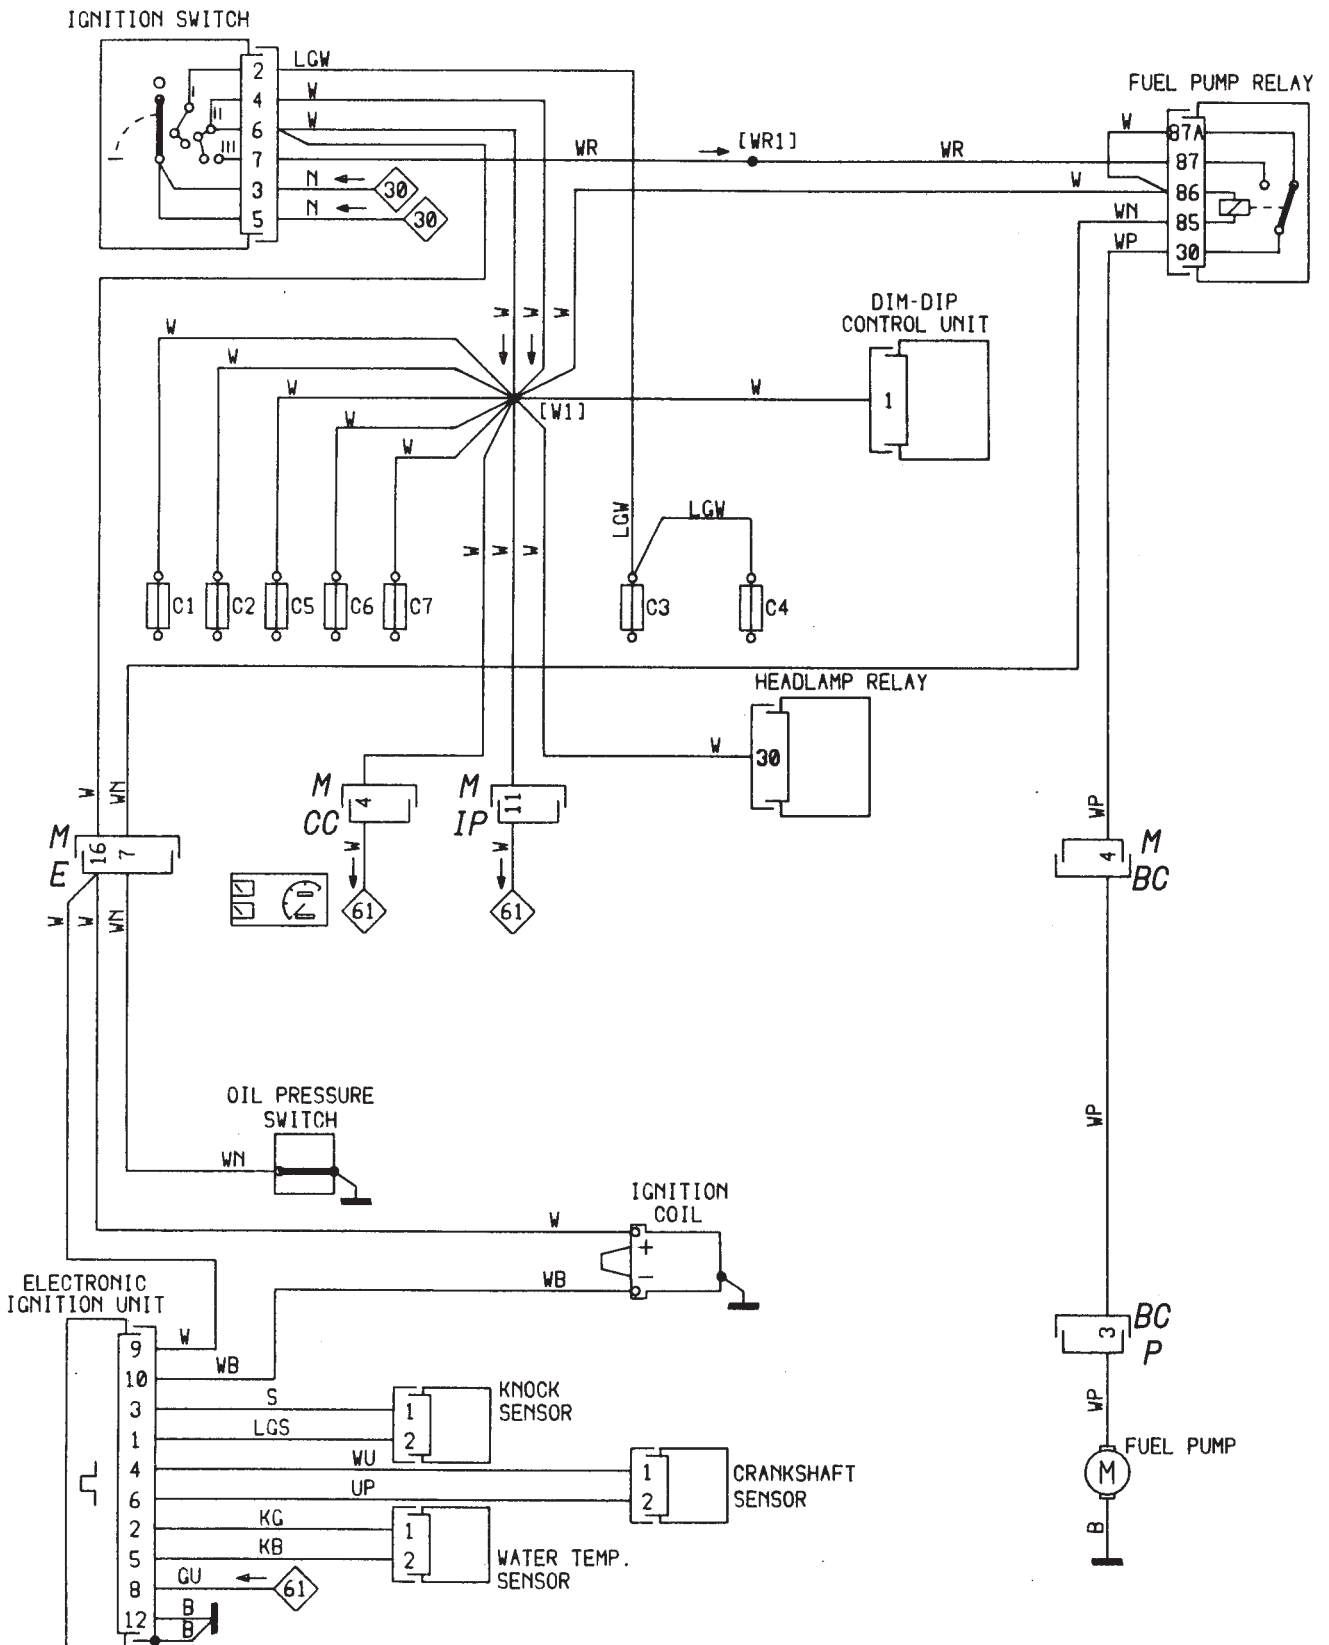 IGNITION SWITCH
FUEL PUMP RELAY
2 LGW
4 W
6 W
7 WR [WR1] WR
3 N 30
5 N 30
I
II
III
W 87A
87
W 86
WN 85
WP 30
W W W
DIM-DIP
CONTROL UNIT
W
W
W
W
W
[W1]
W
1
LGW
LGW
W W W
C1 C2 C5 C6 C7 C3 C4
HEADLAMP RELAY
W
30
W WN
M
E
16 7
M
CC
4
M
IP
11
WP
M
BC
4
W W WN
W
61
W
61
WP
OIL PRESSURE
SWITCH
WN
IGNITION
COIL
W
+
−
WB
ELECTRONIC
IGNITION UNIT
9 W
10 WB
3 S 1
1 LGS 2
KNOCK
SENSOR
4 WU 1
6 UP 2
CRANKSHAFT
SENSOR
2 KG 1
5 KB 2
WATER TEMP.
SENSOR
8 GU 61
12 B
B
BC
P
3
WP
FUEL PUMP
M
B